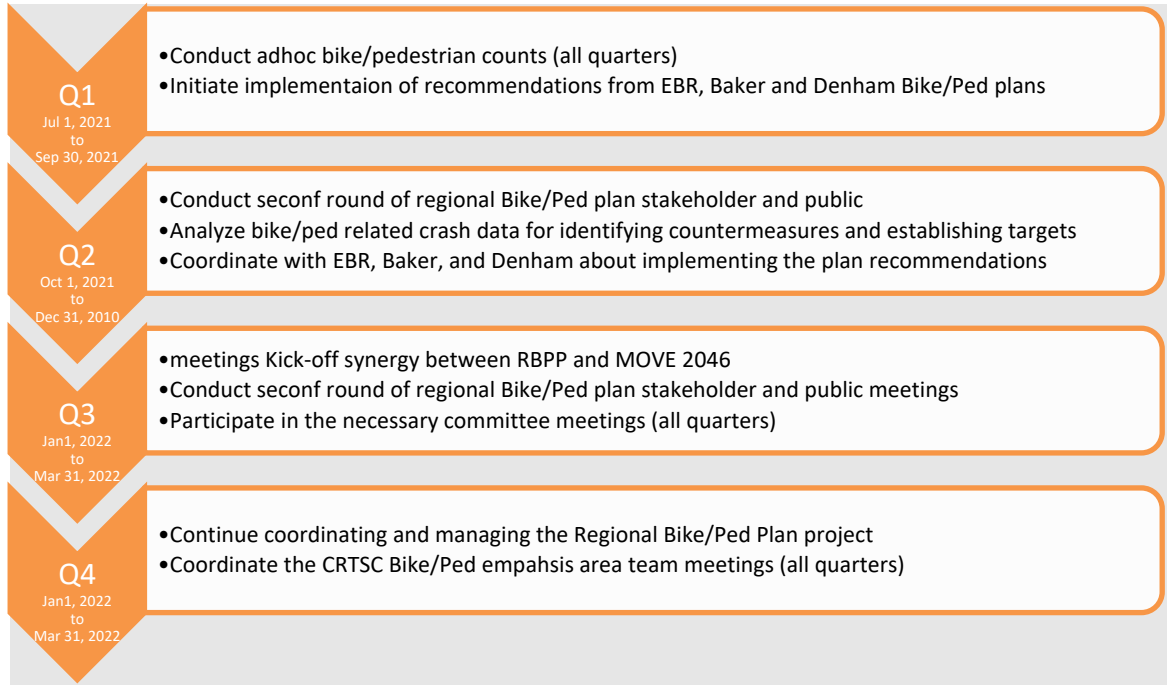 Q1
Jul 1, 2021
to
Sep 30, 2021
•Conduct adhoc bike/pedestrian counts (all quarters)
•Initiate implementaion of recommendations from EBR, Baker and Denham Bike/Ped plans
Q2
Oct 1, 2021
to
Dec 31, 2010
•Conduct seconf round of regional Bike/Ped plan stakeholder and public
•Analyze bike/ped related crash data for identifying countermeasures and establishing targets
•Coordinate with EBR, Baker, and Denham about implementing the plan recommendations
Q3
Jan1, 2022
to
Mar 31, 2022
•meetings Kick-off synergy between RBPP and MOVE 2046
•Conduct seconf round of regional Bike/Ped plan stakeholder and public meetings
•Participate in the necessary committee meetings (all quarters)
Q4
Jan1, 2022
to
Mar 31, 2022
•Continue coordinating and managing the Regional Bike/Ped Plan project
•Coordinate the CRTSC Bike/Ped empahsis area team meetings (all quarters)